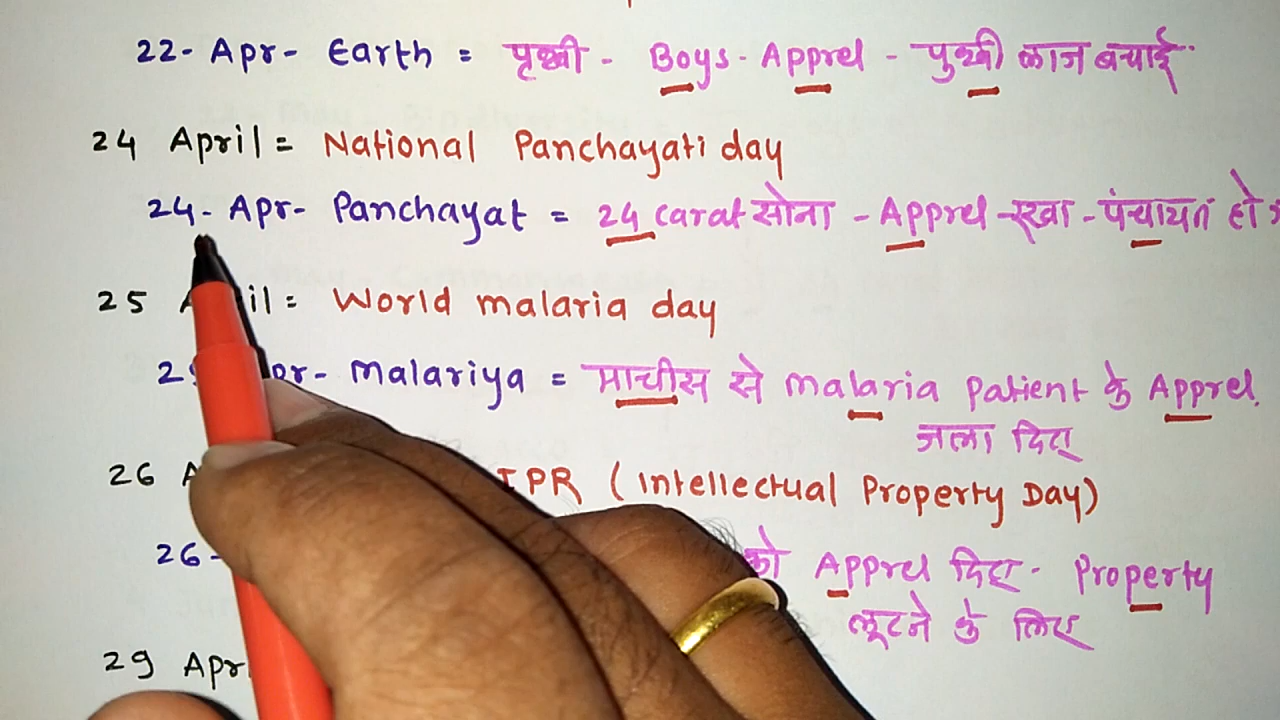 22- Apr- Earth = पृथ्वी - Boys - Apprel - पृथ्वी लाज बचाई
24 April = National Panchayati day
24- Apr- Panchayat = 24 Carat सोना - Apprel - रखा - पंचायत हो
25 = World malaria day
Malariya = माचीस से malaria patient के Apprel.
जला दिए
26 IPR (Intellectual Property Day)
26- को Apprel दिए - Property
लूटने के लिए
29 Apr